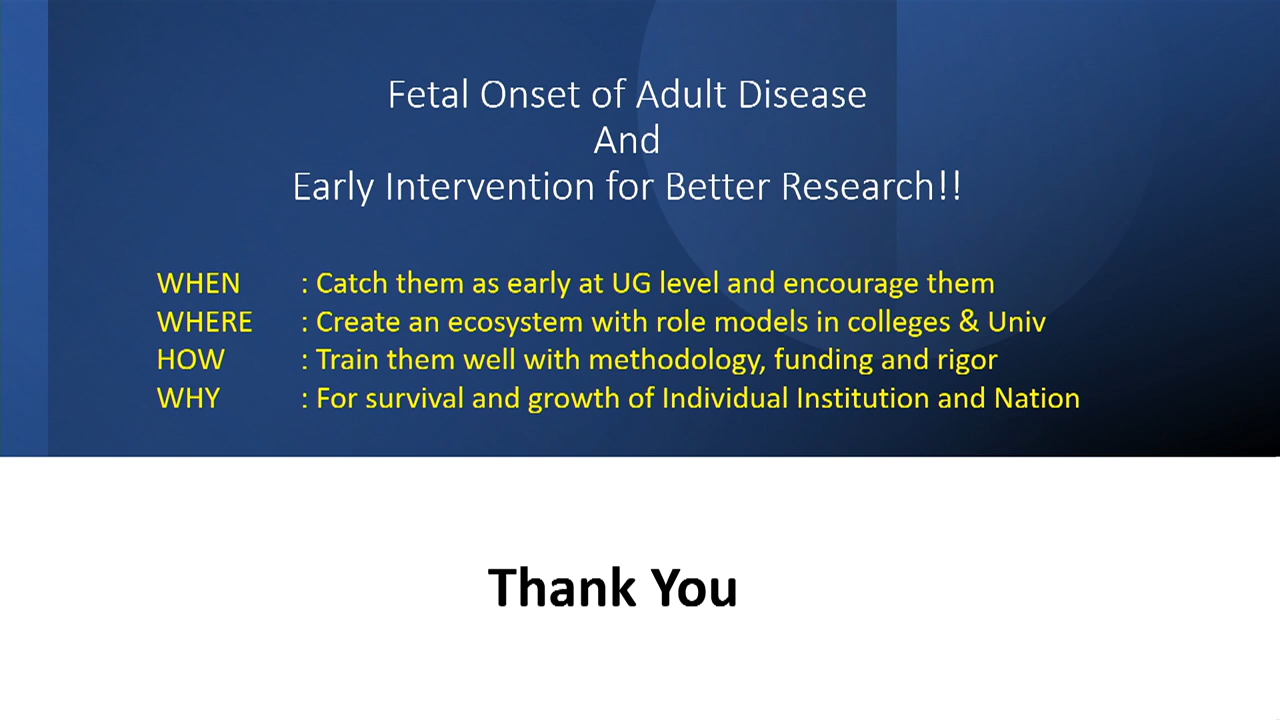 Fetal Onset of Adult Disease
And
Early Intervention for Better Research!!
WHEN : Catch them as early at UG level and encourage them
WHERE : Create an ecosystem with role models in colleges & Univ
HOW : Train them well with methodology, funding and rigor
WHY : For survival and growth of Individual Institution and Nation
Thank You